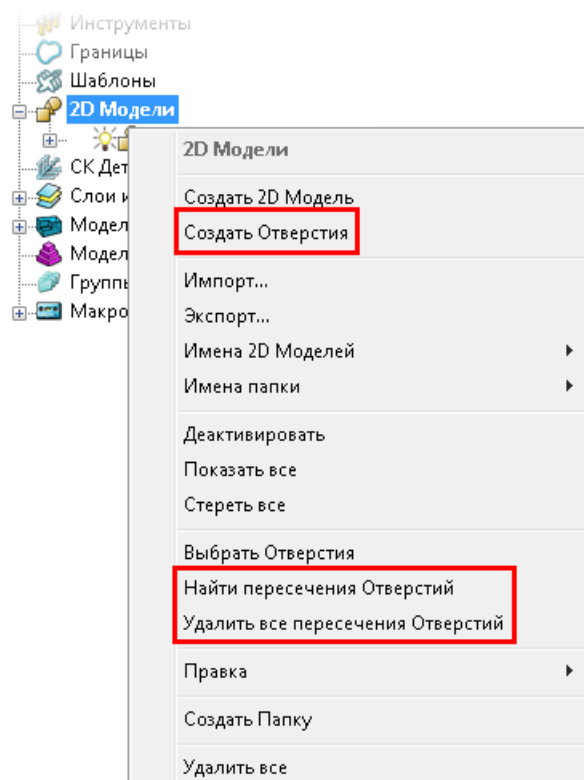 Инструменты
Границы
Шаблоны
2D Модели
СК Дет
Слои и
Модел
Модел
Группы
Макро
2D Модели
Создать 2D Модель
Создать Отверстия
Импорт...
Экспорт...
Имена 2D Моделей
Имена папки
Деактивировать
Показать все
Стереть все
Выбрать Отверстия
Найти пересечения Отверстий
Удалить все пересечения Отверстий
Правка
Создать Папку
Удалить все